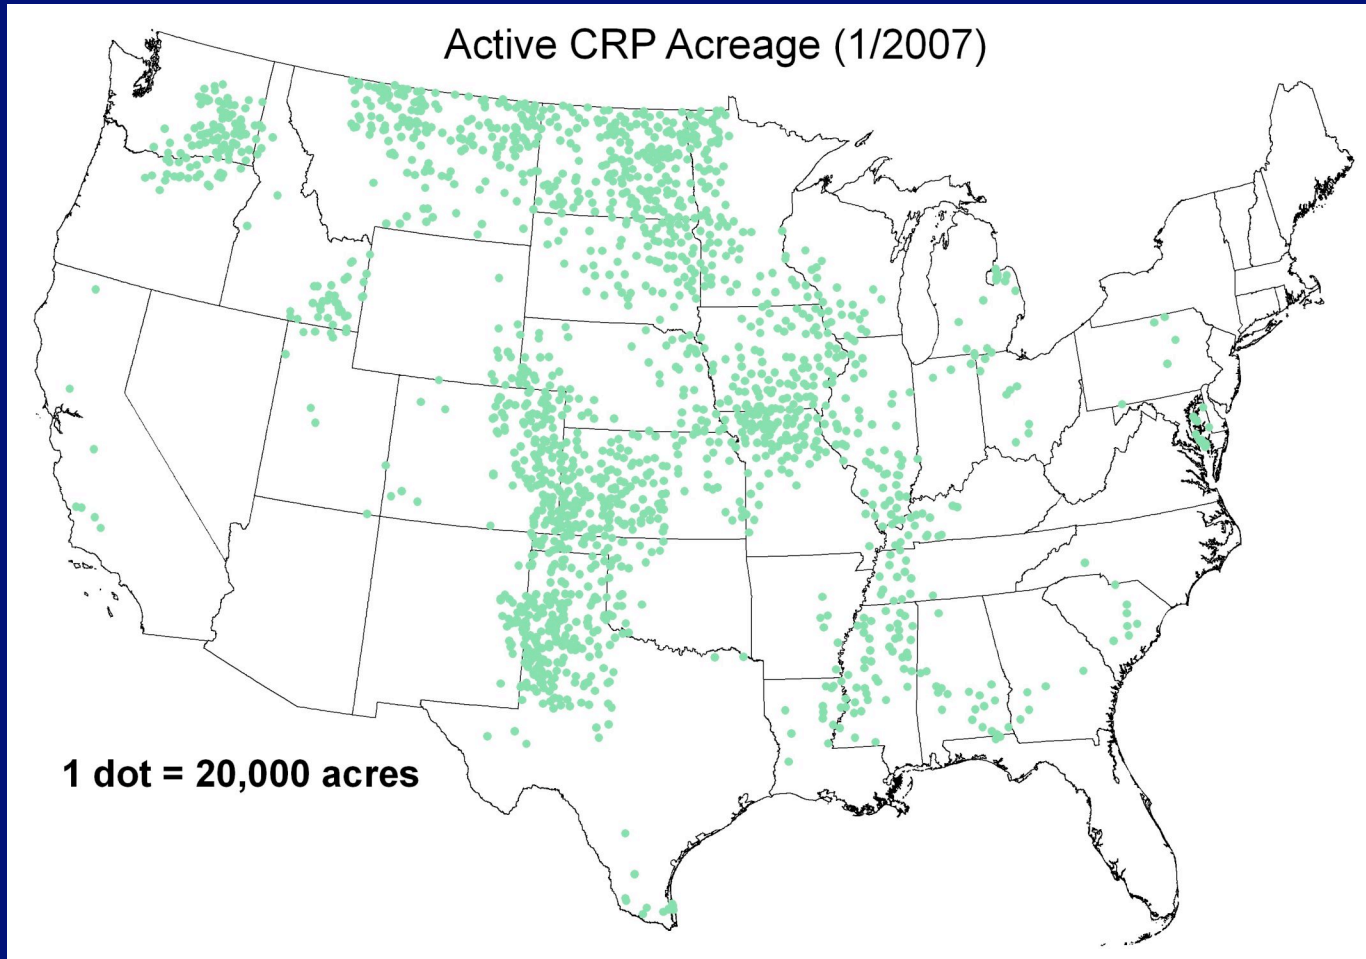 Active CRP Acreage (1/2007)
1 dot = 20,000 acres